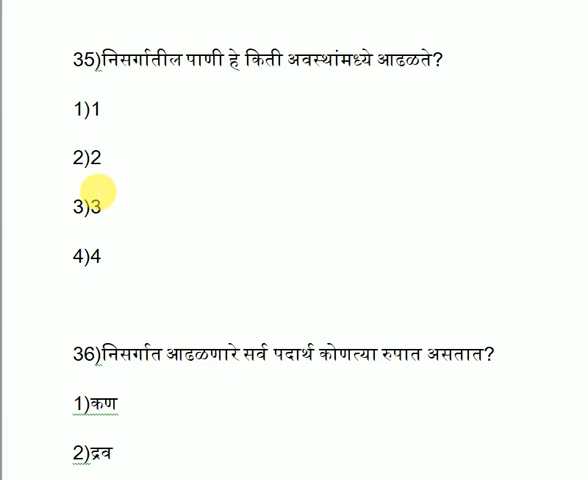 35)निसर्गातील पाणी हे किती अवस्थांमध्ये आढळते?
1)1
2)2
3)3
4)4
36)निसर्गात आढळणारे सर्व पदार्थ कोणत्या रुपात असतात?
1)कण
2)द्रव